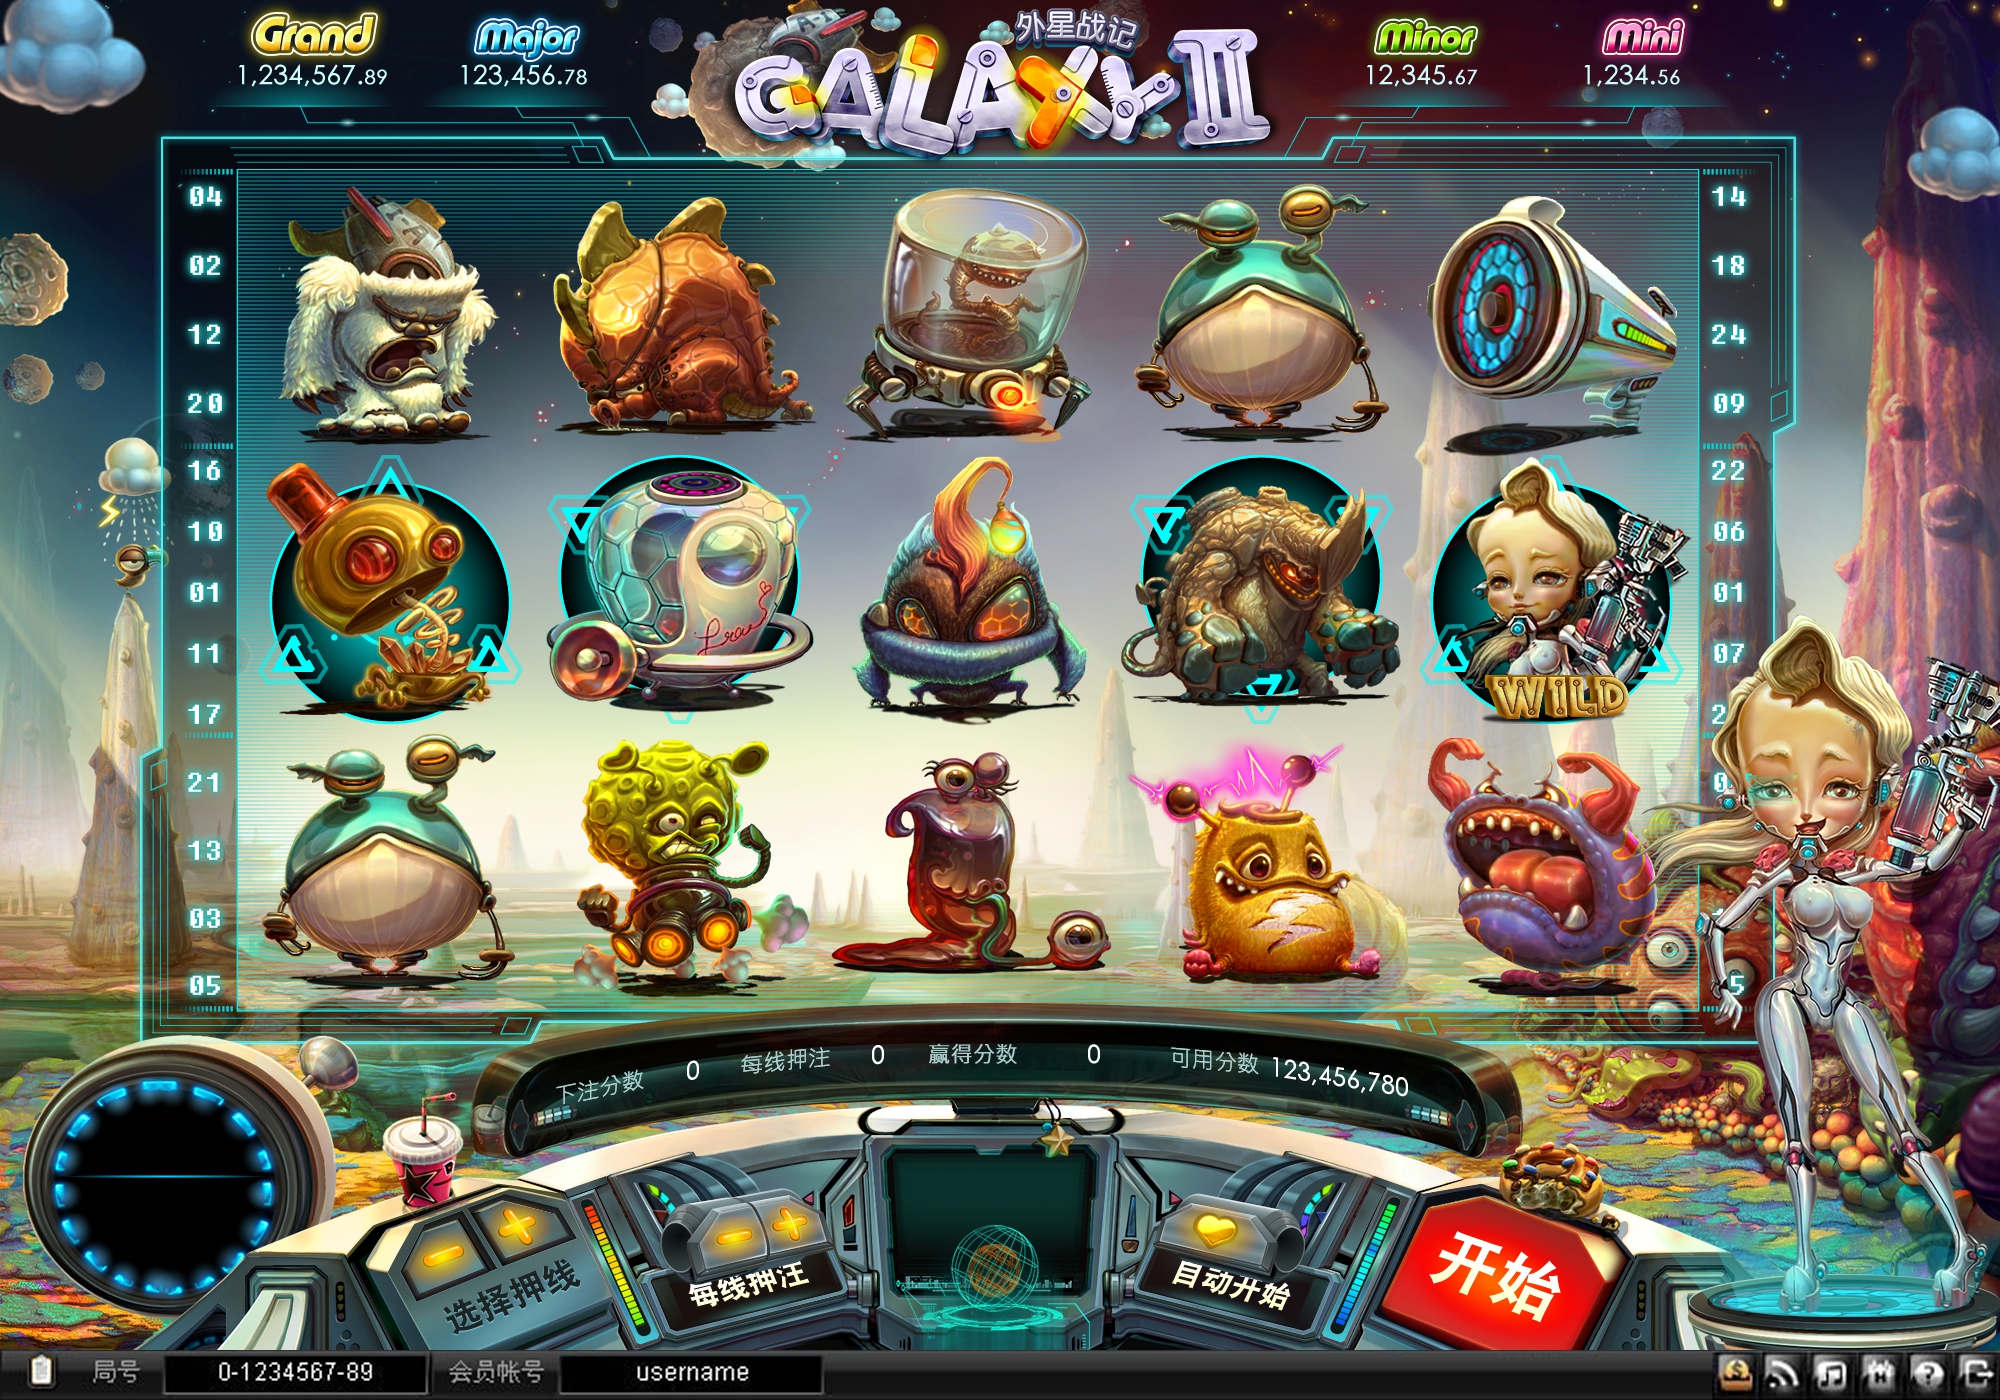 Grand
1,234,567.89
Major
123,456.78
外星战记
GALAXY II
Minor
12,345.67
Mini
1,234.56
04
02
12
20
16
10
01
11
17
21
13
03
05
14
18
24
09
22
06
01
07
Love
WILD
下注分数 0
每线押注 0
赢得分数 0
可用分数 123,456,780
选择押线
每线押注
自动开始
开始
局号 0-1234567-89
会员帐号 username